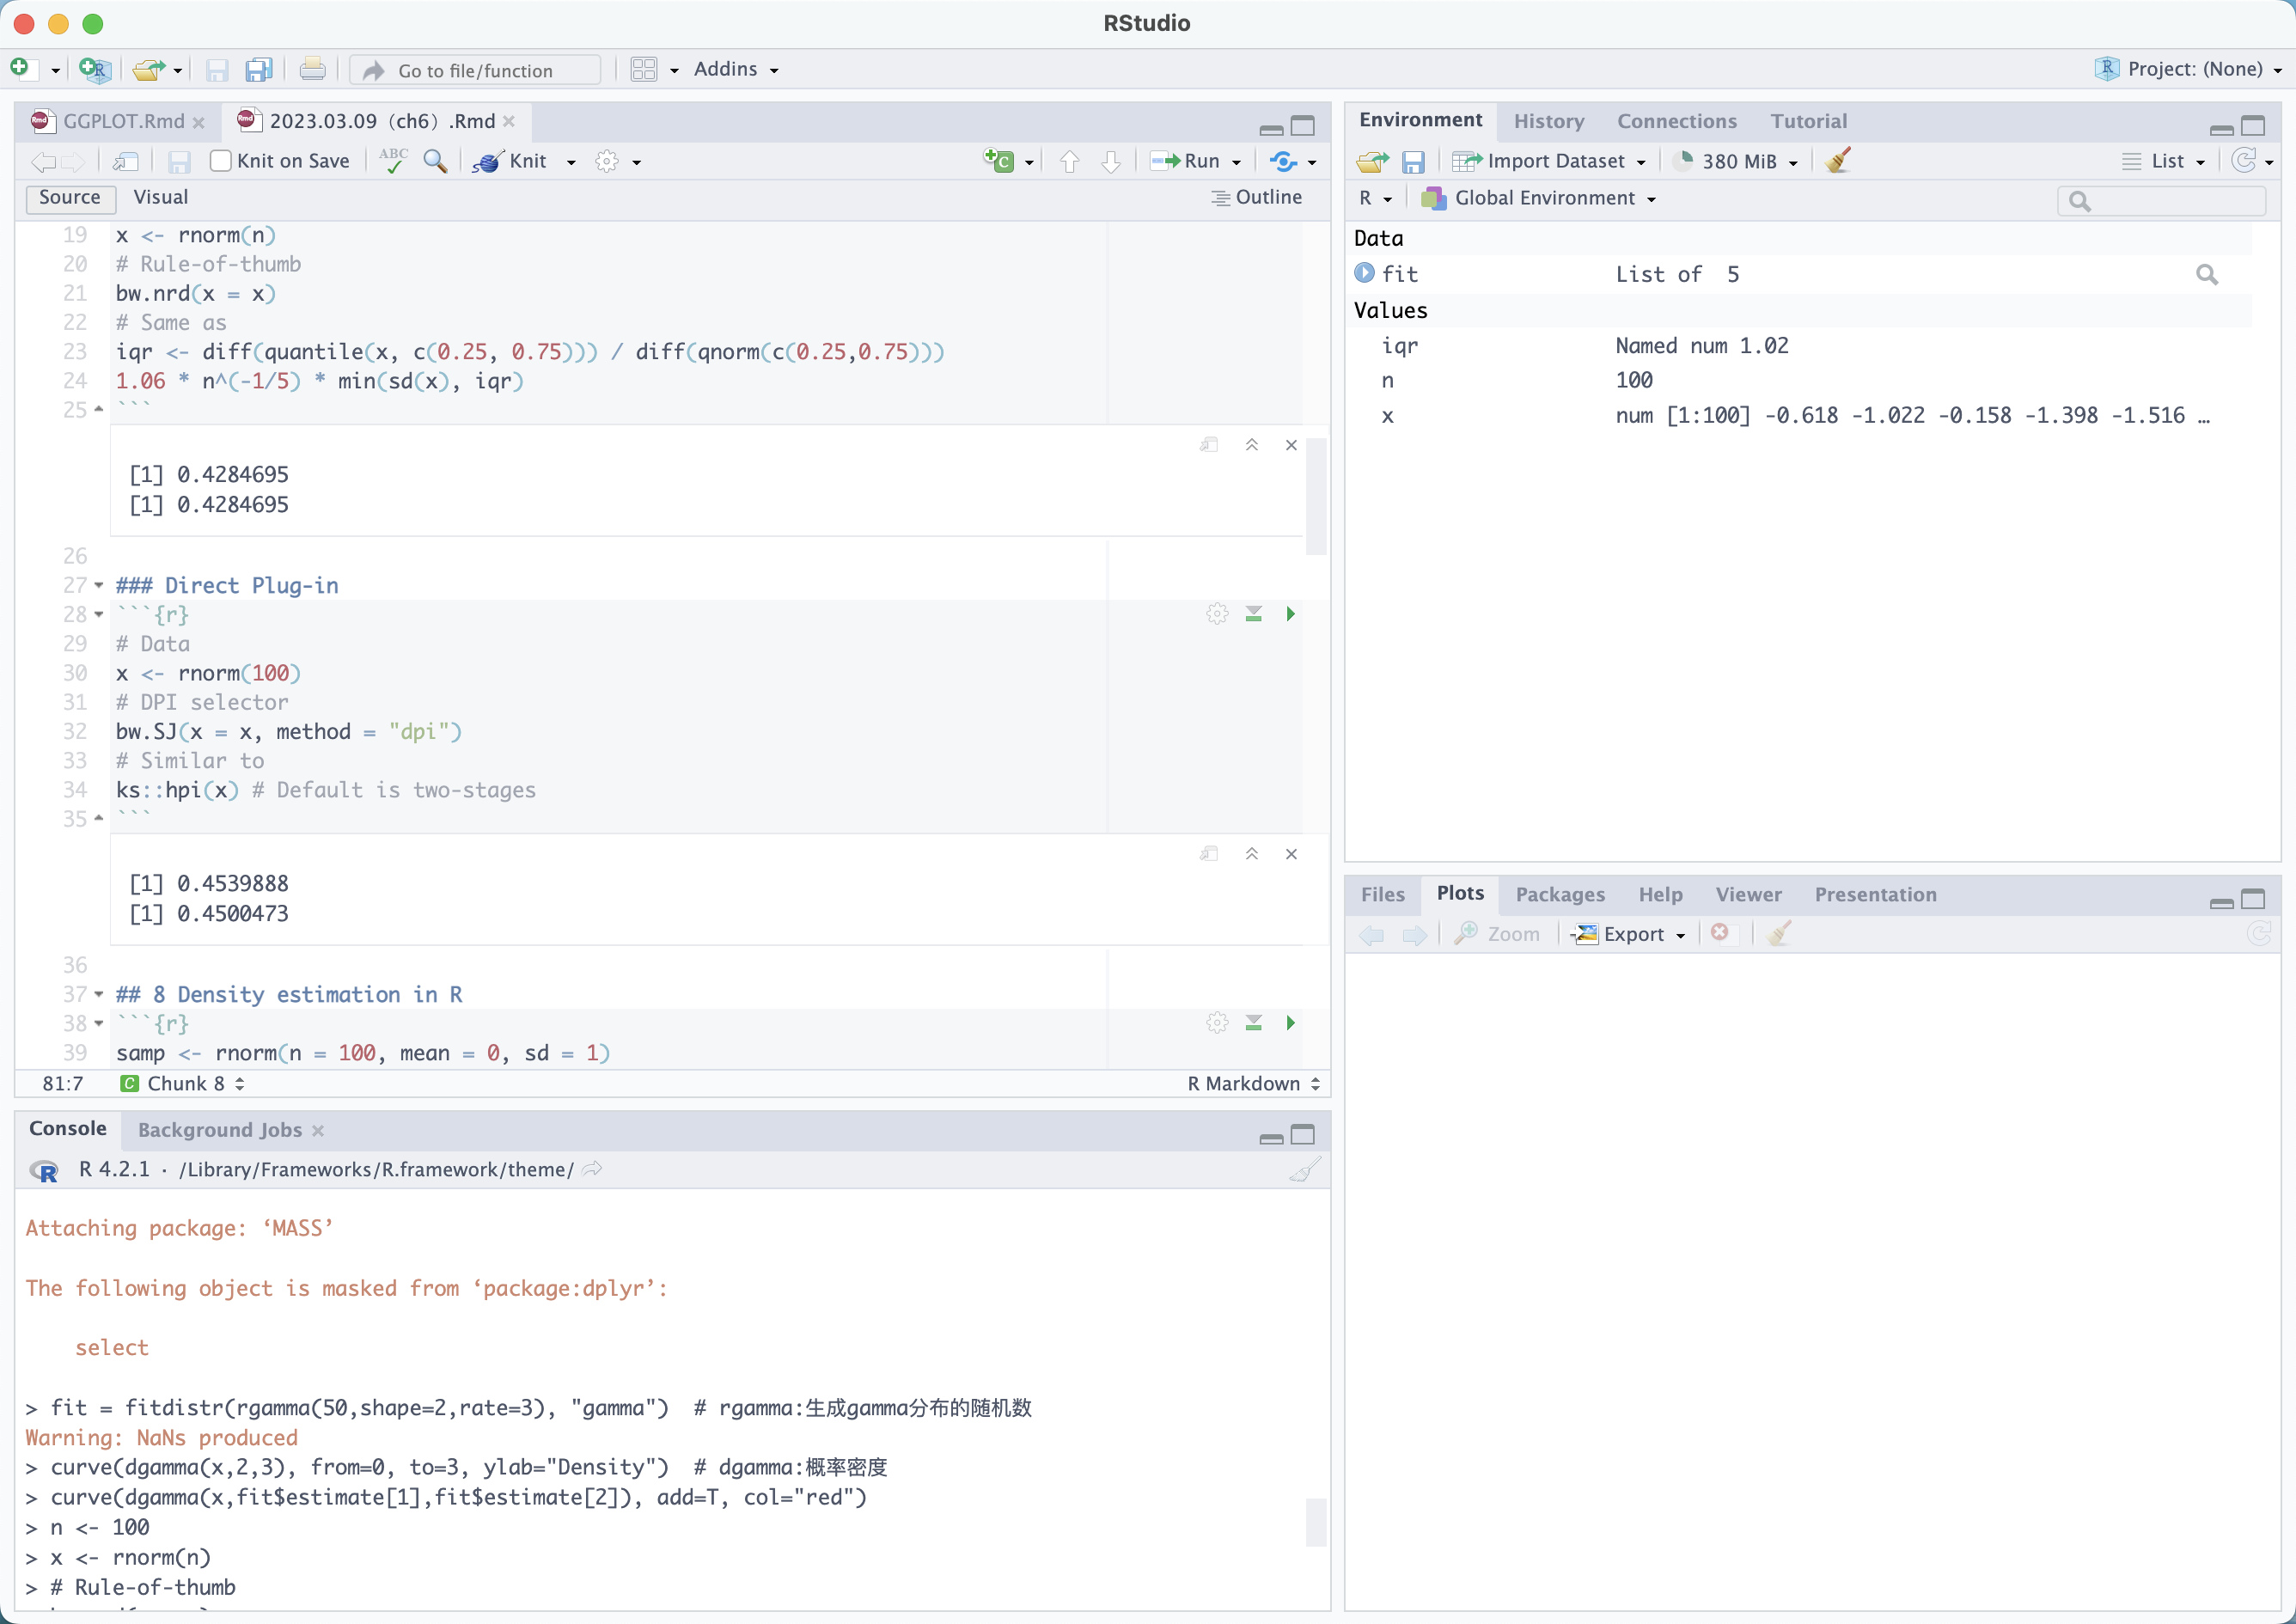 RStudio
Go to file/function
Addins
Project: (None)
GGPLOT.Rmd
2023.03.09（ch6）.Rmd
Knit on Save
ABC
Knit
Run
Source
Visual
Outline
19 x <- rnorm(n)
20 # Rule-of-thumb
21 bw.nrd(x = x)
22 # Same as
23 iqr <- diff(quantile(x, c(0.25, 0.75))) / diff(qnorm(c(0.25,0.75)))
24 1.06 * n^(-1/5) * min(sd(x), iqr)
25 ```
[1] 0.4284695
[1] 0.4284695
26
27 ### Direct Plug-in
28 ```{r}
29 # Data
30 x <- rnorm(100)
31 # DPI selector
32 bw.SJ(x = x, method = "dpi")
33 # Similar to
34 ks::hpi(x) # Default is two-stages
35 ```
[1] 0.4539888
[1] 0.4500473
36
37 ## 8 Density estimation in R
38 ```{r}
39 samp <- rnorm(n = 100, mean = 0, sd = 1)
81:7
Chunk 8
R Markdown
Console
Background Jobs
R 4.2.1 · /Library/Frameworks/R.framework/theme/
Attaching package: ‘MASS’
The following object is masked from ‘package:dplyr’:
select
> fit = fitdistr(rgamma(50,shape=2,rate=3), "gamma")  # rgamma:生成gamma分布的随机数
Warning: NaNs produced
> curve(dgamma(x,2,3), from=0, to=3, ylab="Density")  # dgamma:概率密度
> curve(dgamma(x,fit$estimate[1],fit$estimate[2]), add=T, col="red")
> n <- 100
> x <- rnorm(n)
> # Rule-of-thumb
Environment
History
Connections
Tutorial
Import Dataset
380 MiB
List
R
Global Environment
Data
fit List of  5
Values
iqr Named num 1.02
n 100
x num [1:100] -0.618 -1.022 -0.158 -1.398 -1.516 …
Files
Plots
Packages
Help
Viewer
Presentation
Zoom
Export